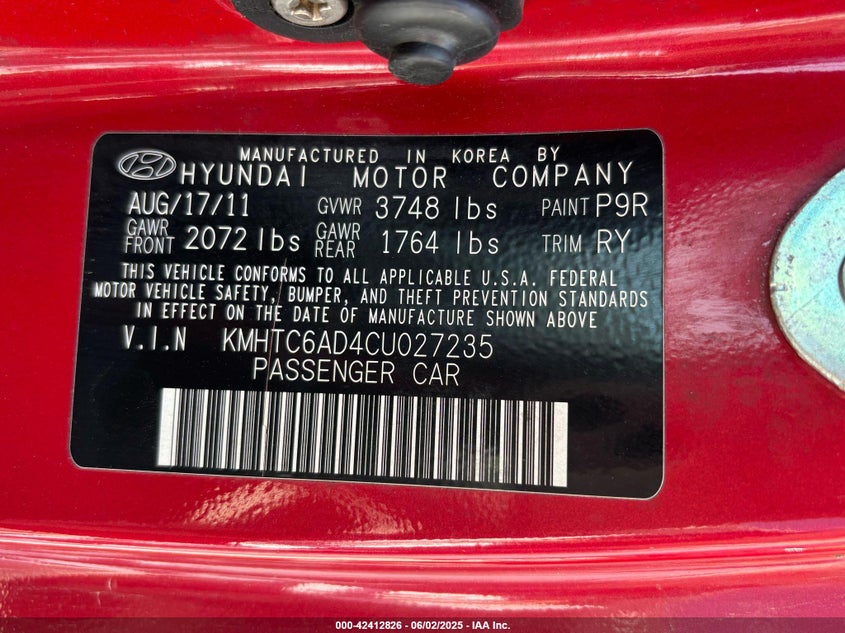 MANUFACTURED IN KOREA BY
HYUNDAI MOTOR COMPANY
AUG/17/11 GVWR 3748 lbs PAINT P9R
GAWR FRONT 2072 lbs GAWR REAR 1764 lbs TRIM RY
THIS VEHICLE CONFORMS TO ALL APPLICABLE U.S.A. FEDERAL
MOTOR VEHICLE SAFETY, BUMPER, AND THEFT PREVENTION STANDARDS
IN EFFECT ON THE DATE OF MANUFACTURE SHOWN ABOVE.
V.I.N KMHTC6AD4CU027235
PASSENGER CAR
000-42412826 - 06/02/2025 - IAA Inc.